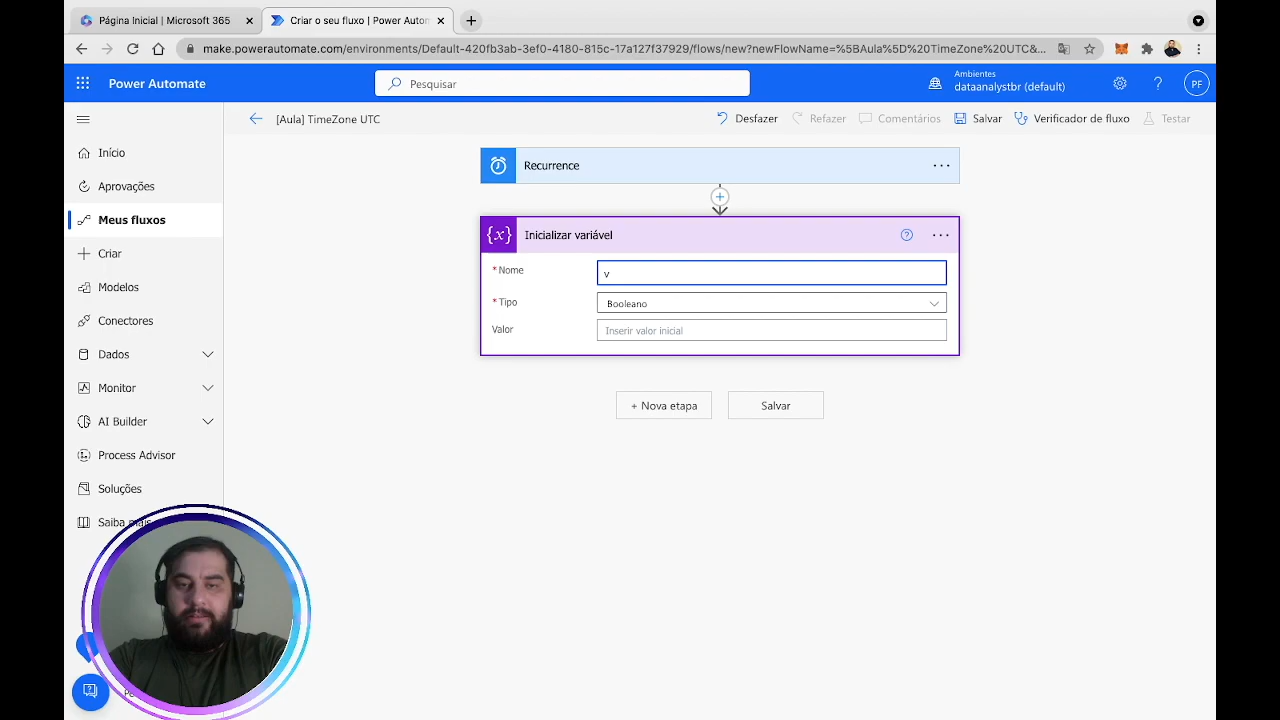 Página Inicial | Microsoft 365
Criar o seu fluxo | Power Automa
make.powerautomate.com/environments/Default-420fb3ab-3ef0-4180-815c-17a127f37929/flows/new?newFlowName=%5BAula%5D%20TimeZone%20UTC&...
Power Automate
Pesquisar
Ambientes
dataanalystbr (default)
PF
[Aula] TimeZone UTC
Desfazer
Refazer
Comentários
Salvar
Verificador de fluxo
Testar
Início
Aprovações
Meus fluxos
Criar
Modelos
Conectores
Dados
Monitor
AI Builder
Process Advisor
Soluções
Saiba mais
Recurrence
{x} Inicializar variável
* Nome
v
* Tipo
Booleano
Valor
Inserir valor inicial
+ Nova etapa
Salvar